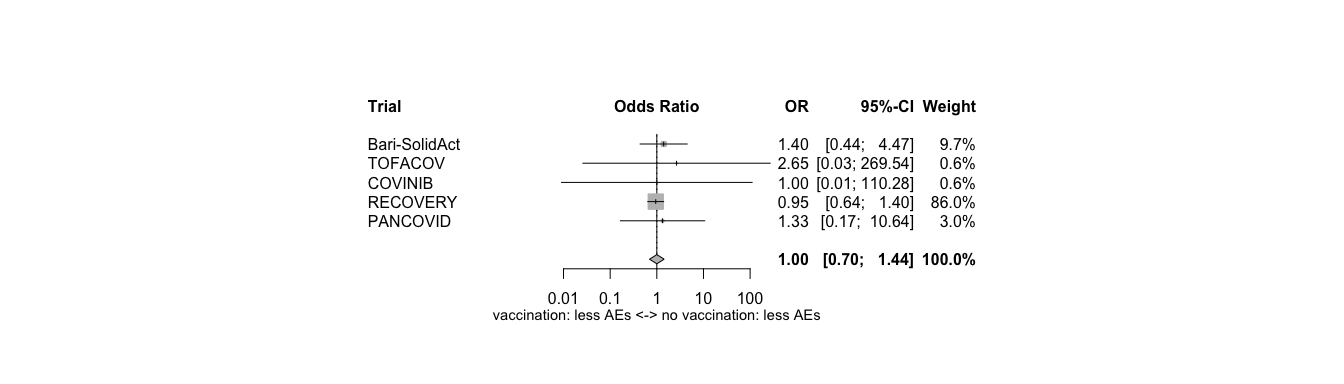 Trial Odds Ratio OR 95%-CI Weight
Bari-SolidAct 1.40 [0.44; 4.47] 9.7%
TOFACOV 2.65 [0.03; 269.54] 0.6%
COVINIB 1.00 [0.01; 110.28] 0.6%
RECOVERY 0.95 [0.64; 1.40] 86.0%
PANCOVID 1.33 [0.17; 10.64] 3.0%
1.00 [0.70; 1.44] 100.0%
0.01 0.1 1 10 100
vaccination: less AEs <-> no vaccination: less AEs